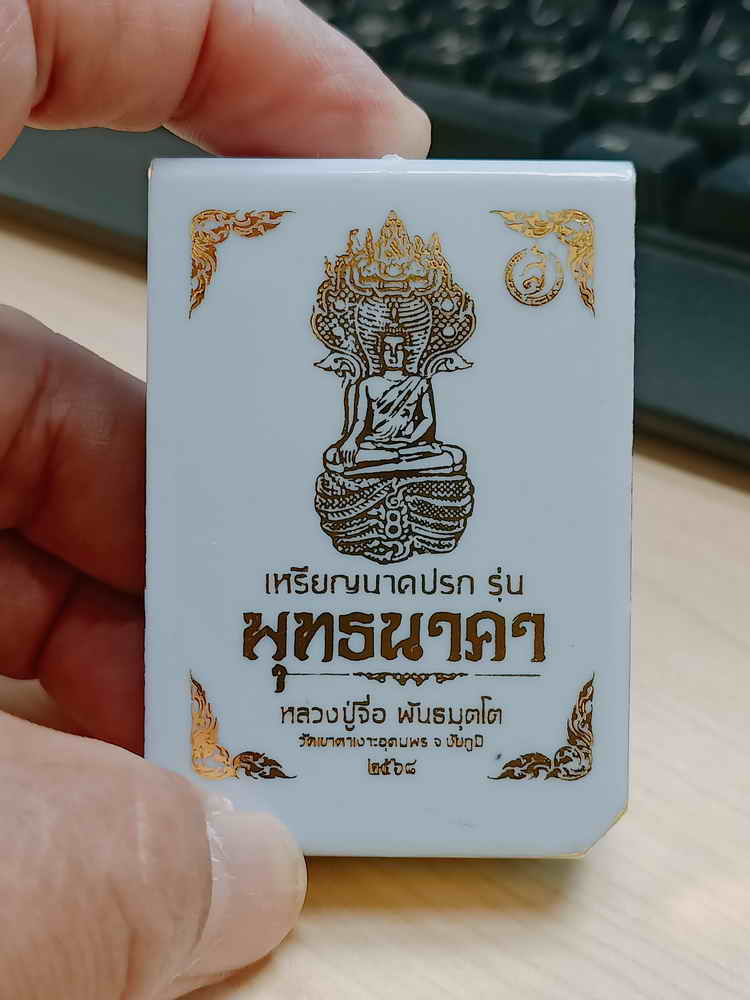 เหรียญนาคปรก รุ่น
พุทธนาคา
หลวงปู่จื่อ พันธมุตโต
วัดเขาตาเงาะอุดมพร จ.ชัยภูมิ
๒๕๖๘